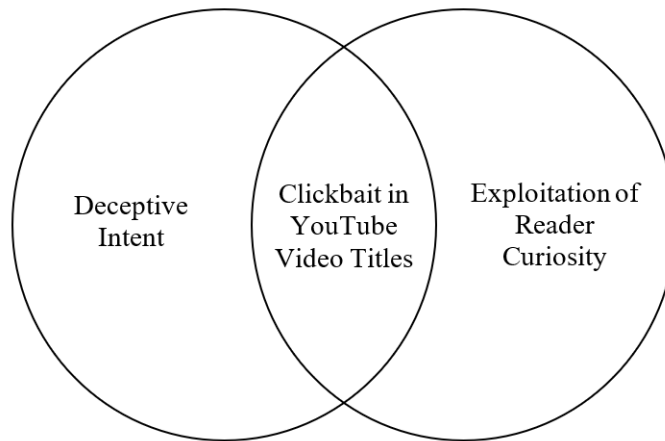 Deceptive
Intent
Clickbait in
YouTube
Video Titles
Exploitation of
Reader
Curiosity